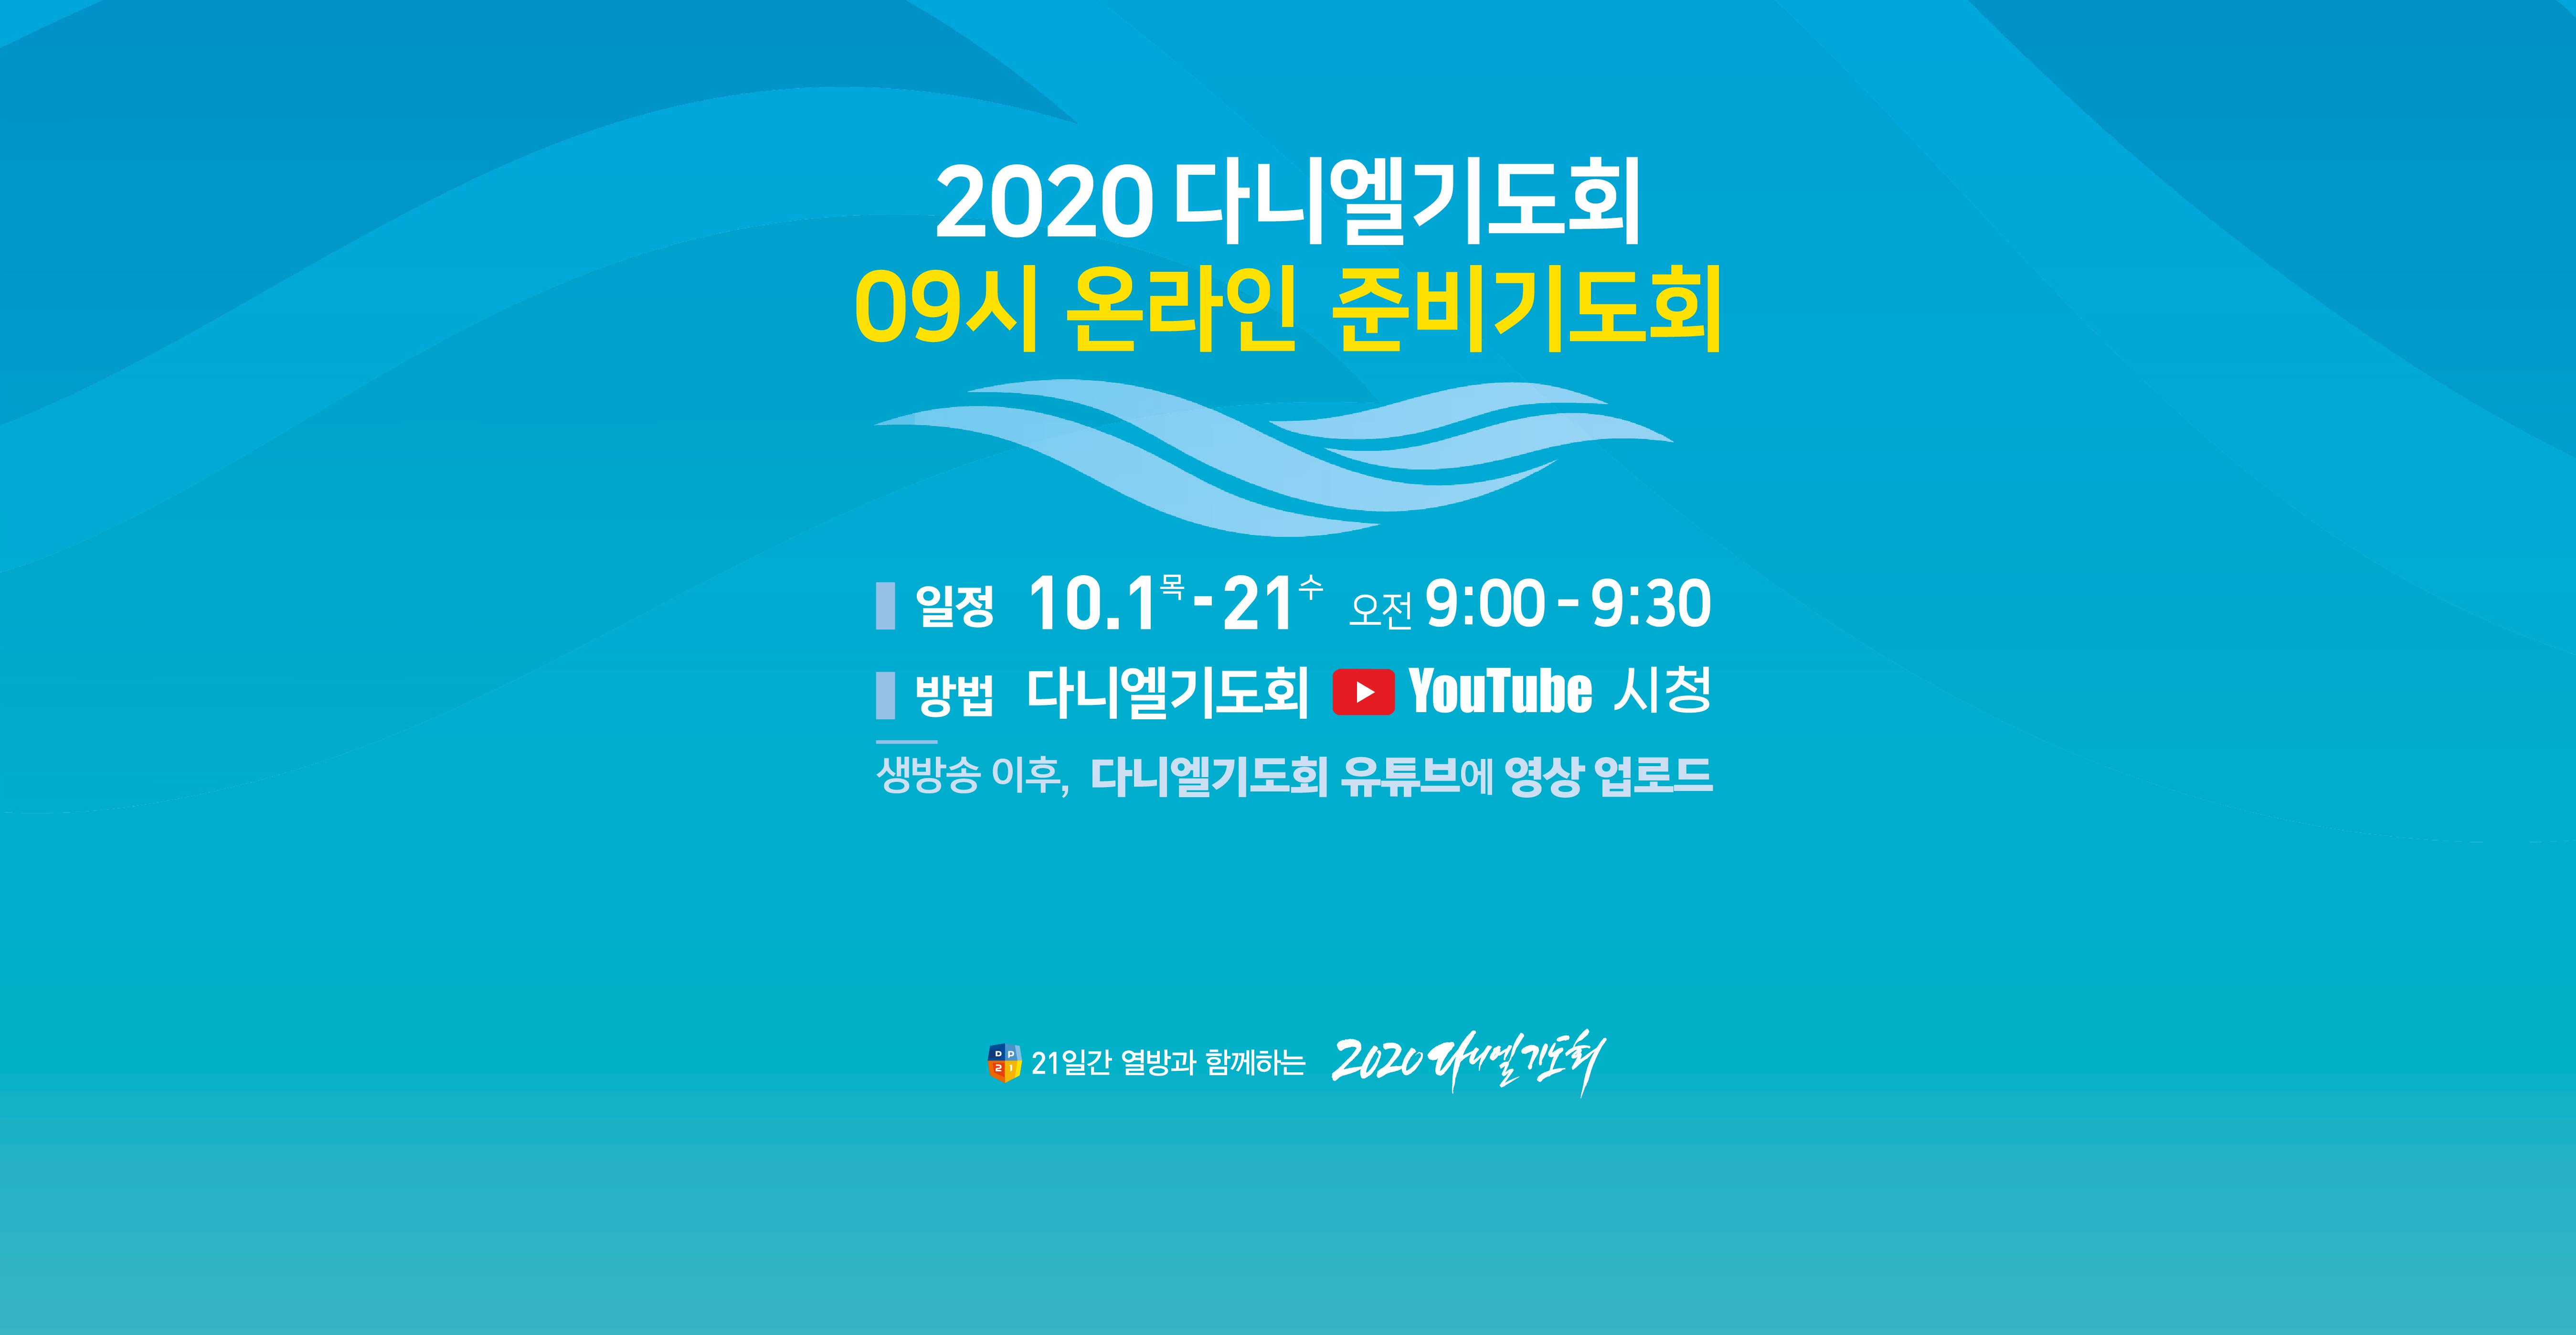 2020 다니엘기도회
09시 온라인 준비기도회
일정 10.1목-21수 오전 9:00-9:30
방법 다니엘기도회 YouTube 시청
생방송 이후, 다니엘기도회 유튜브에 영상 업로드
DP21 21일간 열방과 함께하는 2020 다니엘기도회